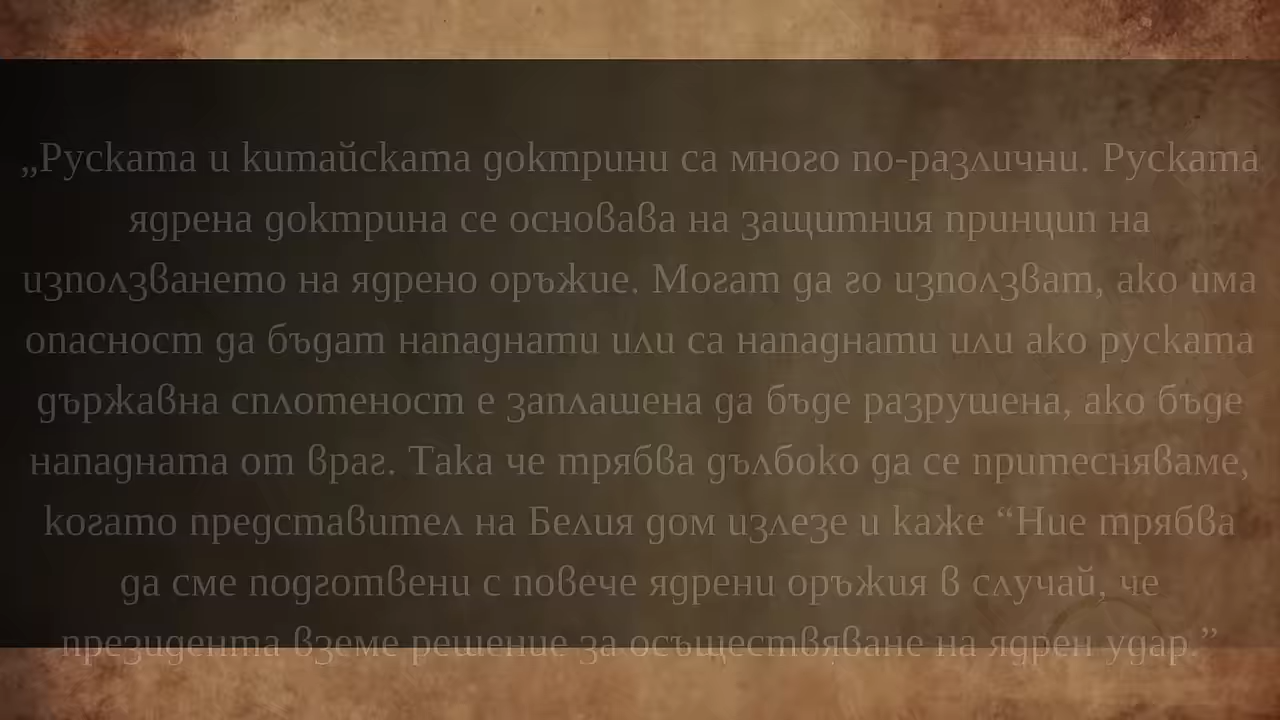 „Руската и китайската доктрини са много по-различни. Руската
ядрена доктрина се основава на защитния принцип на
използването на ядрено оръжие. Могат да го използват, ако има
опасност да бъдат нападнати или са нападнати или ако руската
държавна сплотеност е заплашена да бъде разрушена, ако бъде
нападната от враг. Така че трябва дълбоко да се притесняваме,
когато представител на Белия дом излезе и каже “Ние трябва
да сме подготвени с повече ядрени оръжия в случай, че
президента вземе решение за осъществяване на ядрен удар.”